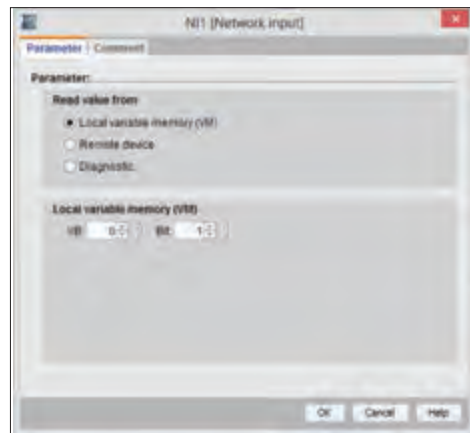 NI1 [Network input]
Parameter Comment
Parameter:
Read value from
Local variable memory (VM)
Remote device
Diagnostic
Local variable memory (VM)
VB 0 Bit 1
OK Cancel Help